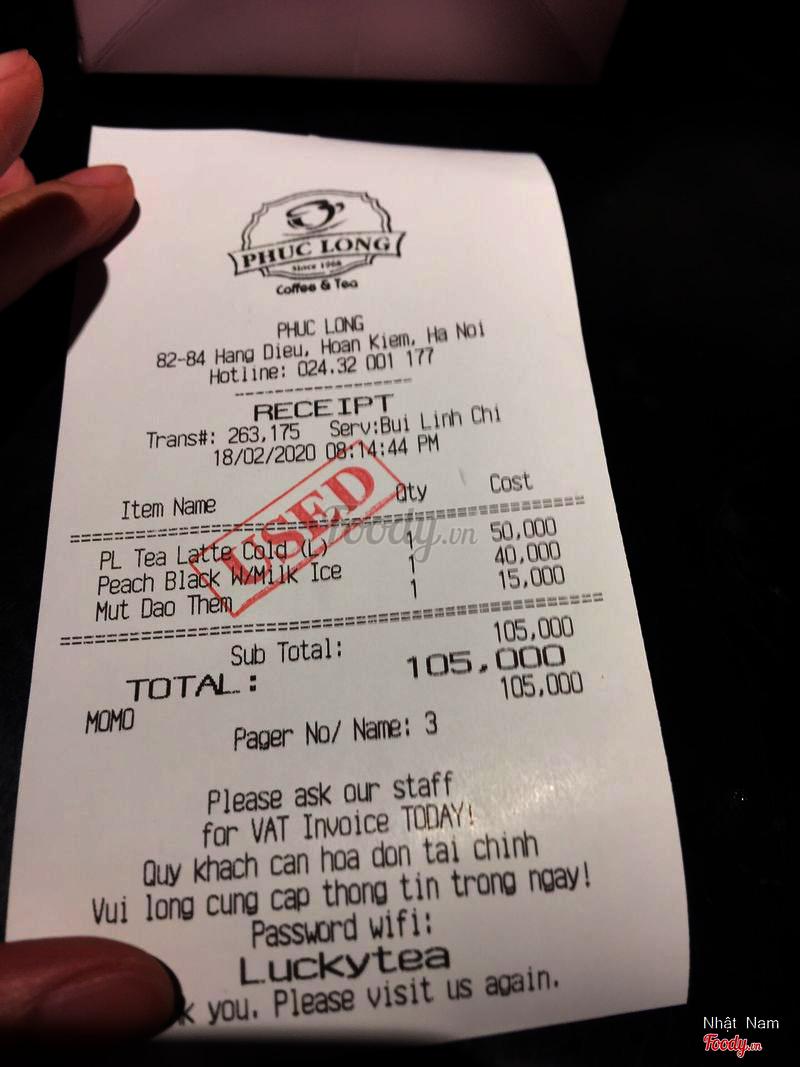 PHUC LONG
Since 1968
Coffee & Tea
PHUC LONG
82-84 Hang Dieu, Hoan Kiem, Ha Noi
Hotline: 024.32 001 177
RECEIPT
Trans#: 263,175 Serv:Bui Linh Chi
18/02/2020 08:14:44 PM
Item Name Qty Cost
USED
Foody.vn
PL Tea Latte Cold (L) 1 50,000
Peach Black W/Milk Ice 1 40,000
Mut Dao Them 1 15,000
Sub Total: 105,000
TOTAL: 105,000
MOMO 105,000
Pager No/ Name: 3
Please ask our staff
for VAT Invoice TODAY!
Quy khach can hoa don tai chinh
Vui long cung cap thong tin trong ngay!
Password wifi:
Luckytea
k you. Please visit us again.
Nhật Nam
Foody.vn